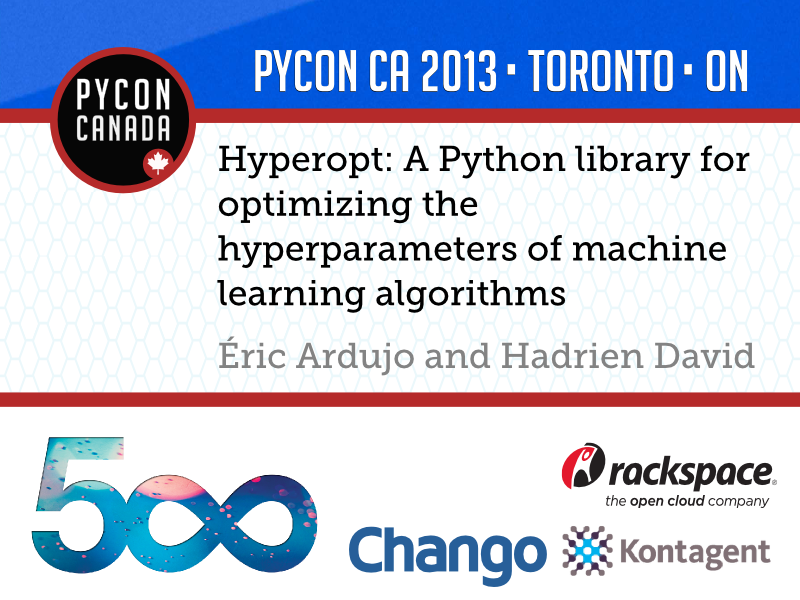 PYCON CA 2013 · TORONTO · ON
PYCON
CANADA
Hyperopt: A Python library for
optimizing the
hyperparameters of machine
learning algorithms
Éric Ardujo and Hadrien David
500
rackspace®
the open cloud company
Chango
Kontagent